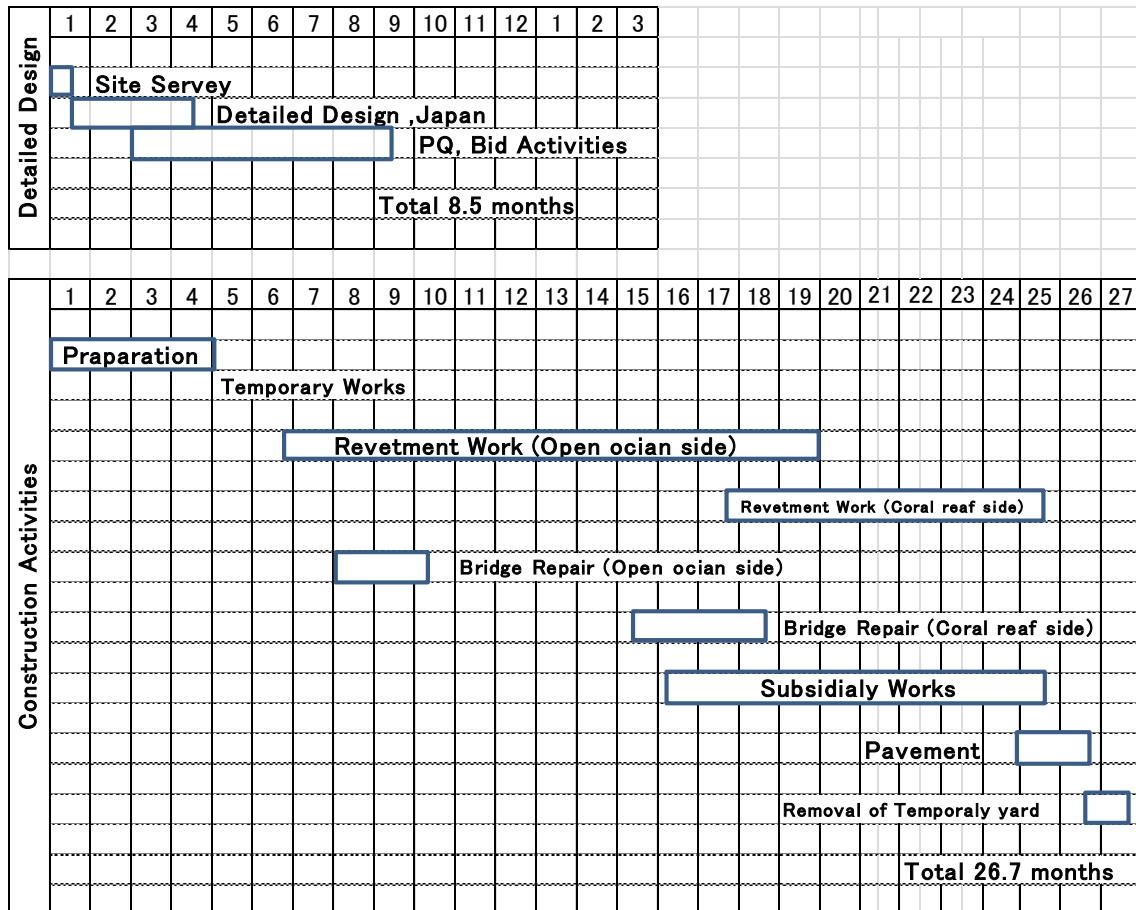 Detailed Design
1 2 3 4 5 6 7 8 9 10 11 12 1 2 3
Site Servey
Detailed Design ,Japan
PQ, Bid Activities
Total 8.5 months
Construction Activities
1 2 3 4 5 6 7 8 9 10 11 12 13 14 15 16 17 18 19 20 21 22 23 24 25 26 27
Praparation
Temporary Works
Revetment Work (Open ocian side)
Revetment Work (Coral reaf side)
Bridge Repair (Open ocian side)
Bridge Repair (Coral reaf side)
Subsidialy Works
Pavement
Removal of Temporaly yard
Total 26.7 months